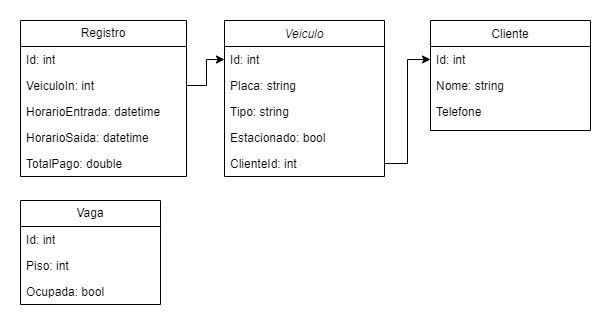 Registro
Id: int
VeiculoIn: int
HorarioEntrada: datetime
HorarioSaida: datetime
TotalPago: double
Veiculo
Id: int
Placa: string
Tipo: string
Estacionado: bool
ClienteId: int
Cliente
Id: int
Nome: string
Telefone
Vaga
Id: int
Piso: int
Ocupada: bool